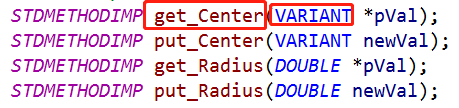 STDMETHODIMP get_Center(VARIANT *pVal);
STDMETHODIMP put_Center(VARIANT newVal);
STDMETHODIMP get_Radius(DOUBLE *pVal);
STDMETHODIMP put_Radius(DOUBLE newVal);